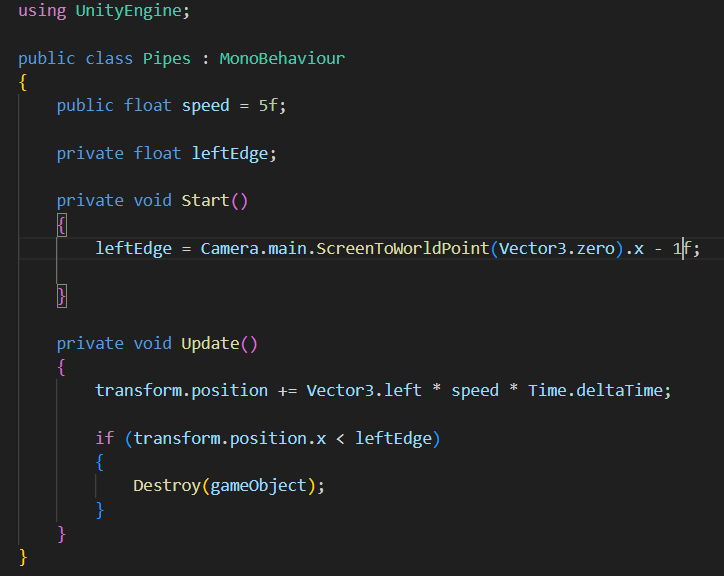 using UnityEngine;
public class Pipes : MonoBehaviour
{
public float speed = 5f;
private float leftEdge;
private void Start()
{
leftEdge = Camera.main.ScreenToWorldPoint(Vector3.zero).x - 1f;
}
private void Update()
{
transform.position += Vector3.left * speed * Time.deltaTime;
if (transform.position.x < leftEdge)
{
Destroy(gameObject);
}
}
}